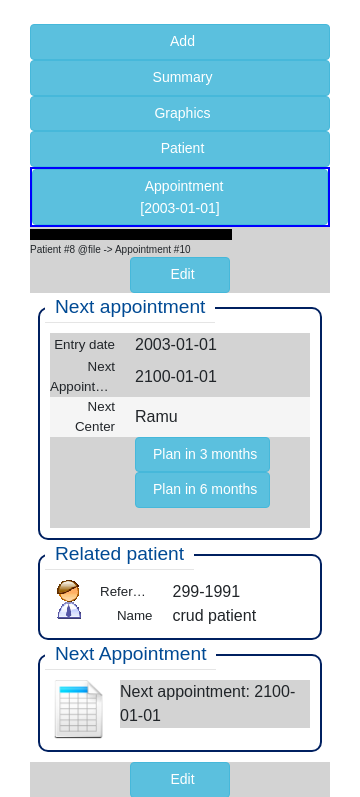 Add
Summary
Graphics
Patient
Appointment
[2003-01-01]
Patient #8 @file -> Appointment #10
Edit
Next appointment
Entry date 2003-01-01
Next
Appoint… 2100-01-01
Next
Center Ramu
Plan in 3 months
Plan in 6 months
Related patient
Refer… 299-1991
Name crud patient
Next Appointment
Next appointment: 2100-
01-01
Edit